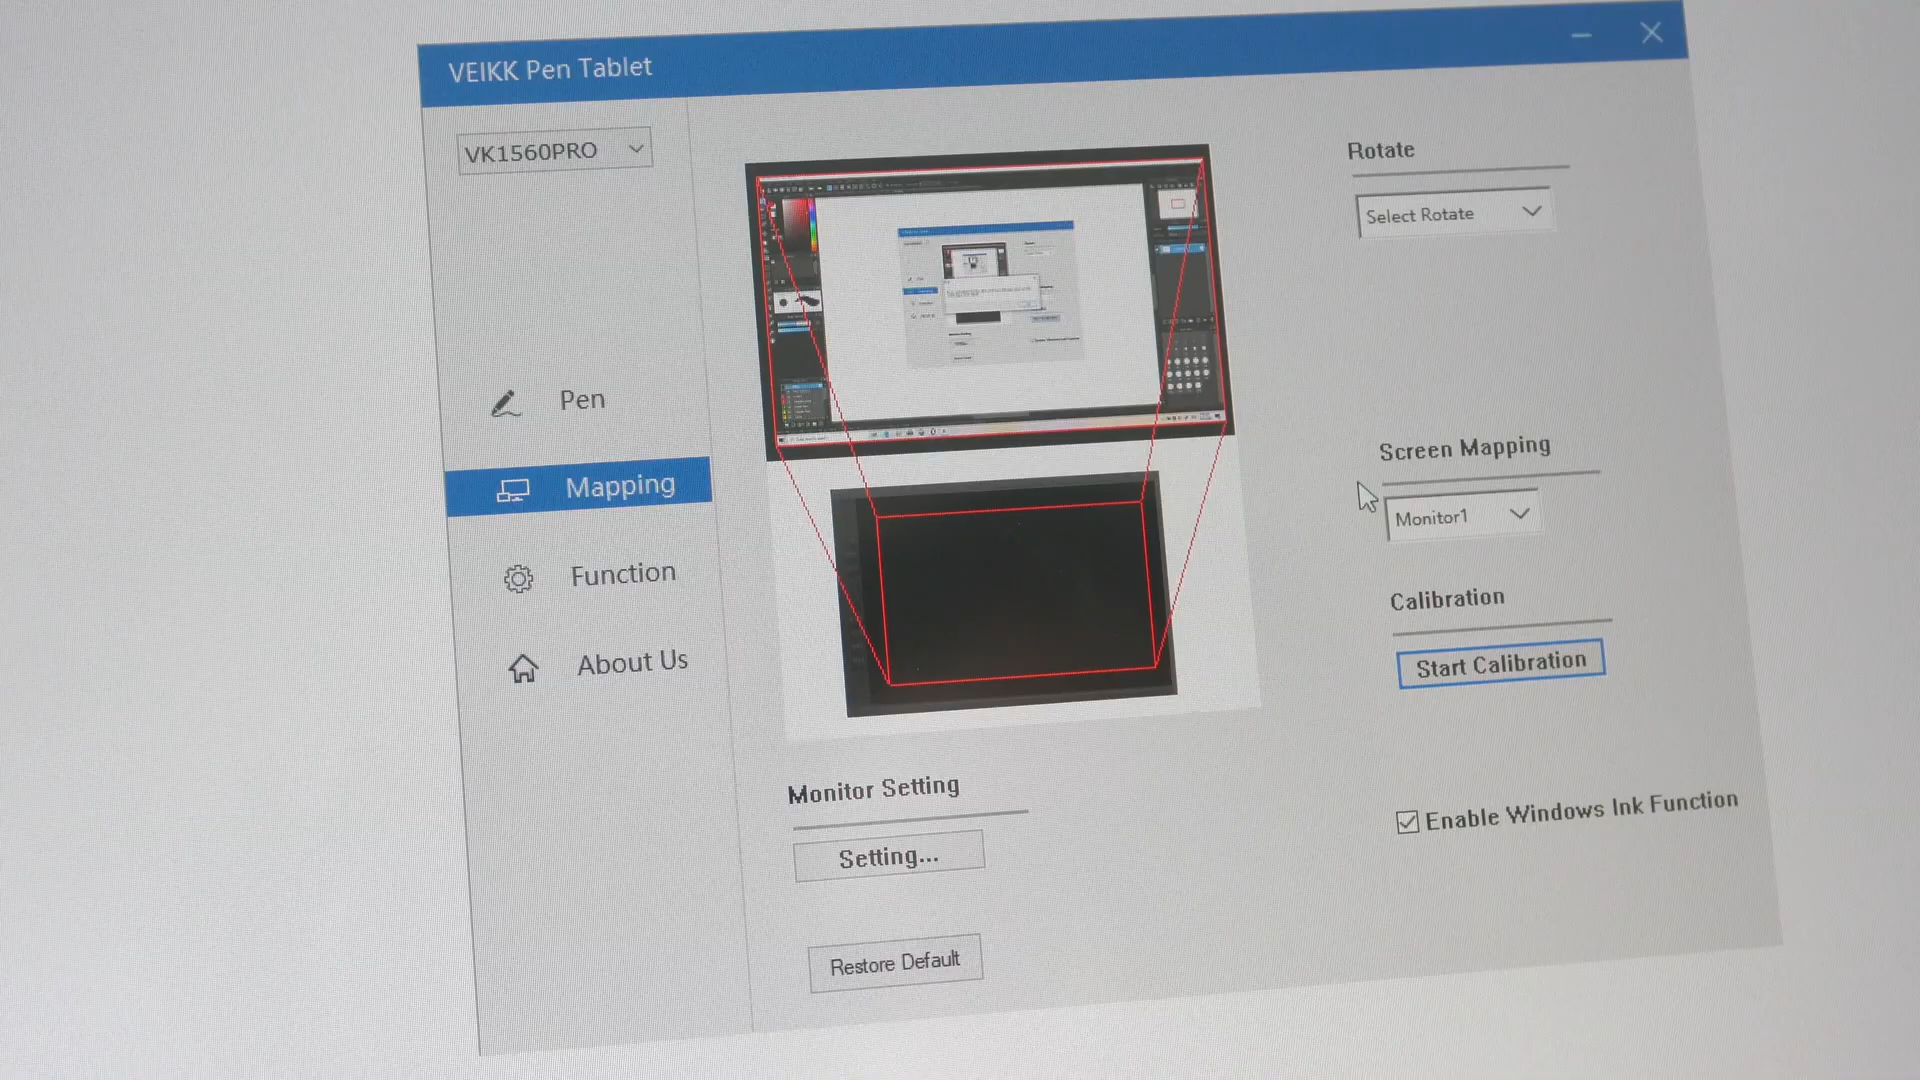 VEIKK Pen Tablet
VK1560PRO
Pen
Mapping
Function
About Us
Rotate
Select Rotate
Screen Mapping
Monitor1
Calibration
Start Calibration
Monitor Setting
Setting...
Enable Windows Ink Function
Restore Default